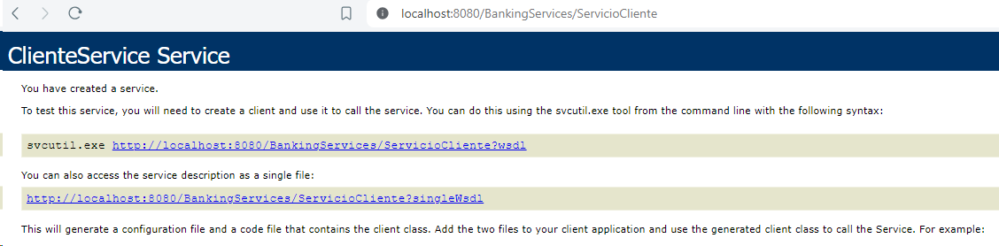 localhost:8080/BankingServices/ServicioCliente
ClienteService Service
You have created a service.
To test this service, you will need to create a client and use it to call the service. You can do this using the svcutil.exe tool from the command line with the following syntax:
svcutil.exe http://localhost:8080/BankingServices/ServicioCliente?wsdl
You can also access the service description as a single file:
http://localhost:8080/BankingServices/ServicioCliente?singleWsdl
This will generate a configuration file and a code file that contains the client class. Add the two files to your client application and use the generated client class to call the Service. For example: